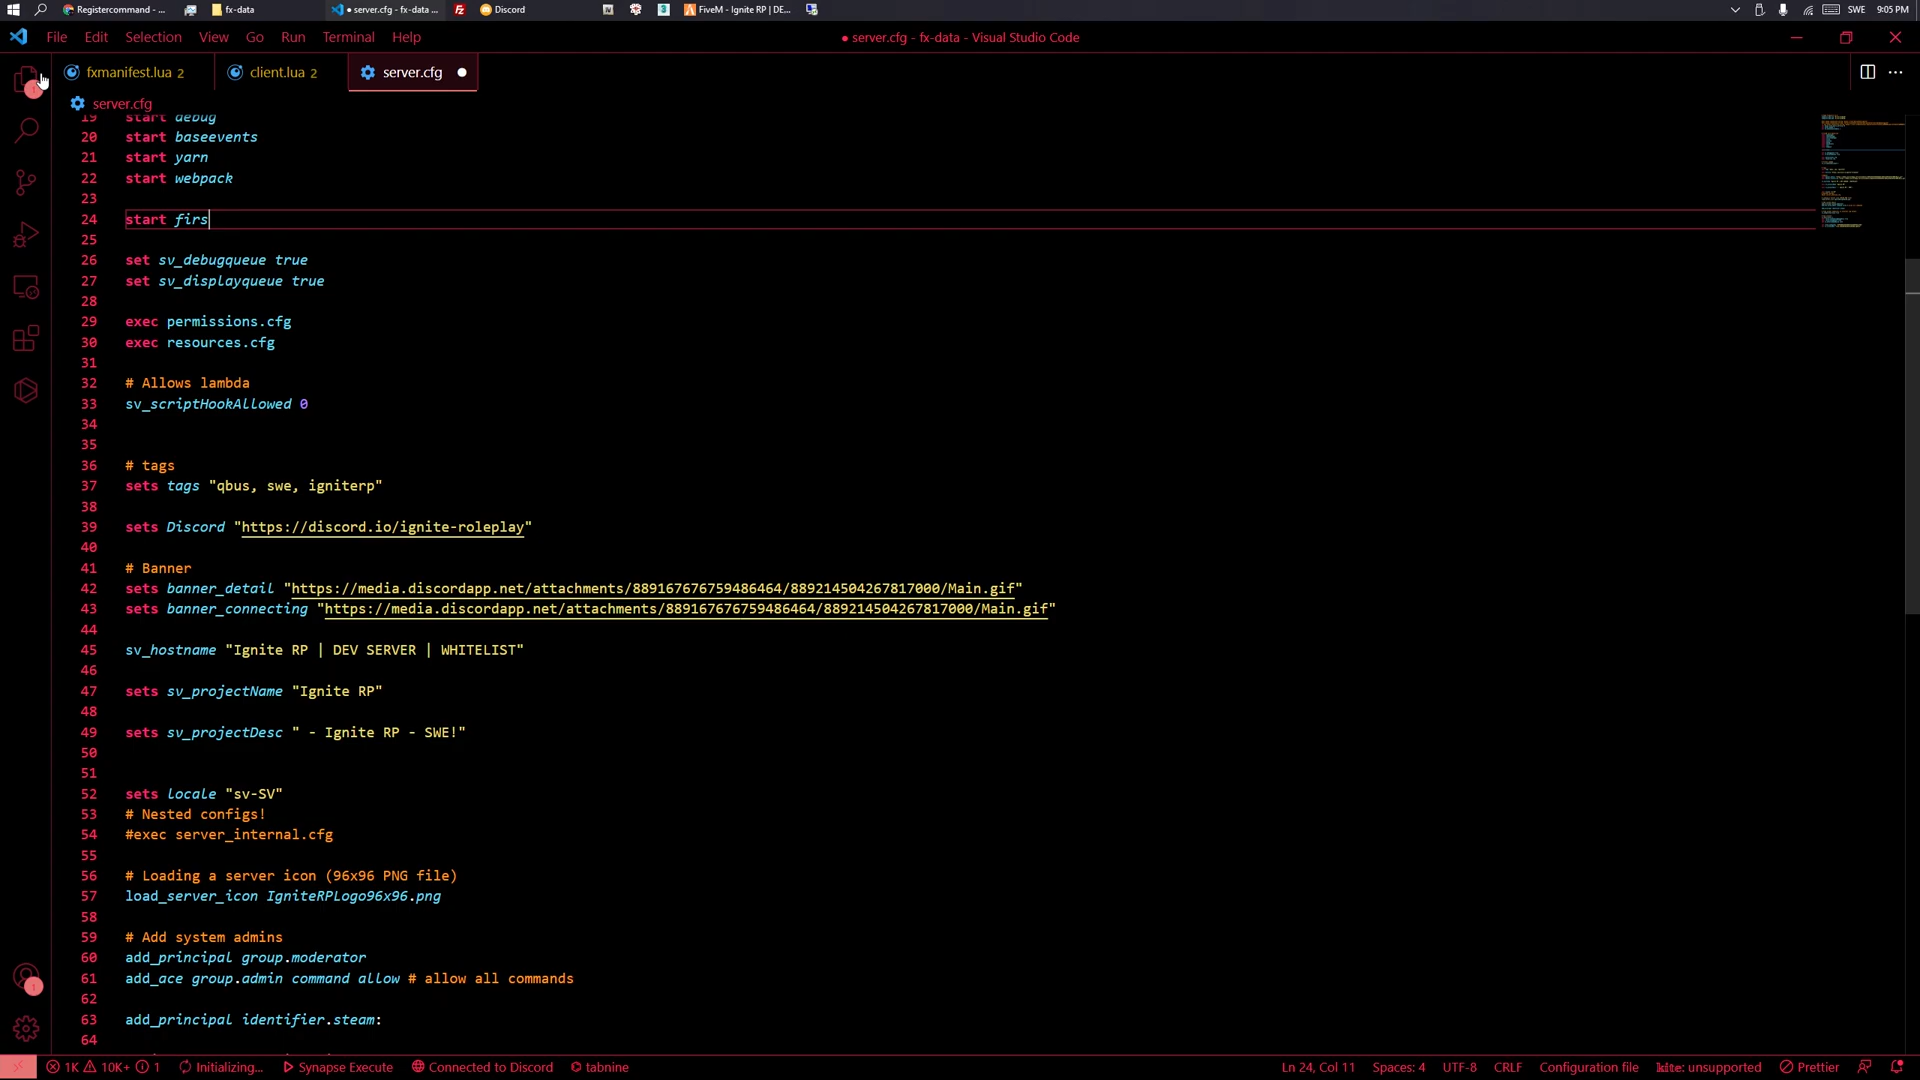 Registercommand - ...
fx-data
● server.cfg - fx-data ...
Discord
FiveM - Ignite RP | DE...
SWE
9:05 PM
File Edit Selection View Go Run Terminal Help
● server.cfg - fx-data - Visual Studio Code
fxmanifest.lua 2
client.lua 2
server.cfg
server.cfg
19 start debug
20 start baseevents
21 start yarn
22 start webpack
23
24 start firs
25
26 set sv_debugqueue true
27 set sv_displayqueue true
28
29 exec permissions.cfg
30 exec resources.cfg
31
32 # Allows lambda
33 sv_scriptHookAllowed 0
34
35
36 # tags
37 sets tags "qbus, swe, igniterp"
38
39 sets Discord "https://discord.io/ignite-roleplay"
40
41 # Banner
42 sets banner_detail "https://media.discordapp.net/attachments/889167676759486464/889214504267817000/Main.gif"
43 sets banner_connecting "https://media.discordapp.net/attachments/889167676759486464/889214504267817000/Main.gif"
44
45 sv_hostname "Ignite RP | DEV SERVER | WHITELIST"
46
47 sets sv_projectName "Ignite RP"
48
49 sets sv_projectDesc " - Ignite RP - SWE!"
50
51
52 sets locale "sv-SV"
53 # Nested configs!
54 #exec server_internal.cfg
55
56 # Loading a server icon (96x96 PNG file)
57 load_server_icon IgniteRPLogo96x96.png
58
59 # Add system admins
60 add_principal group.moderator
61 add_ace group.admin command allow # allow all commands
62
63 add_principal identifier.steam:
64
1
1
1K 10K+ 1 Initializing... Synapse Execute Connected to Discord tabnine
Ln 24, Col 11 Spaces: 4 UTF-8 CRLF Configuration file kite: unsupported Prettier